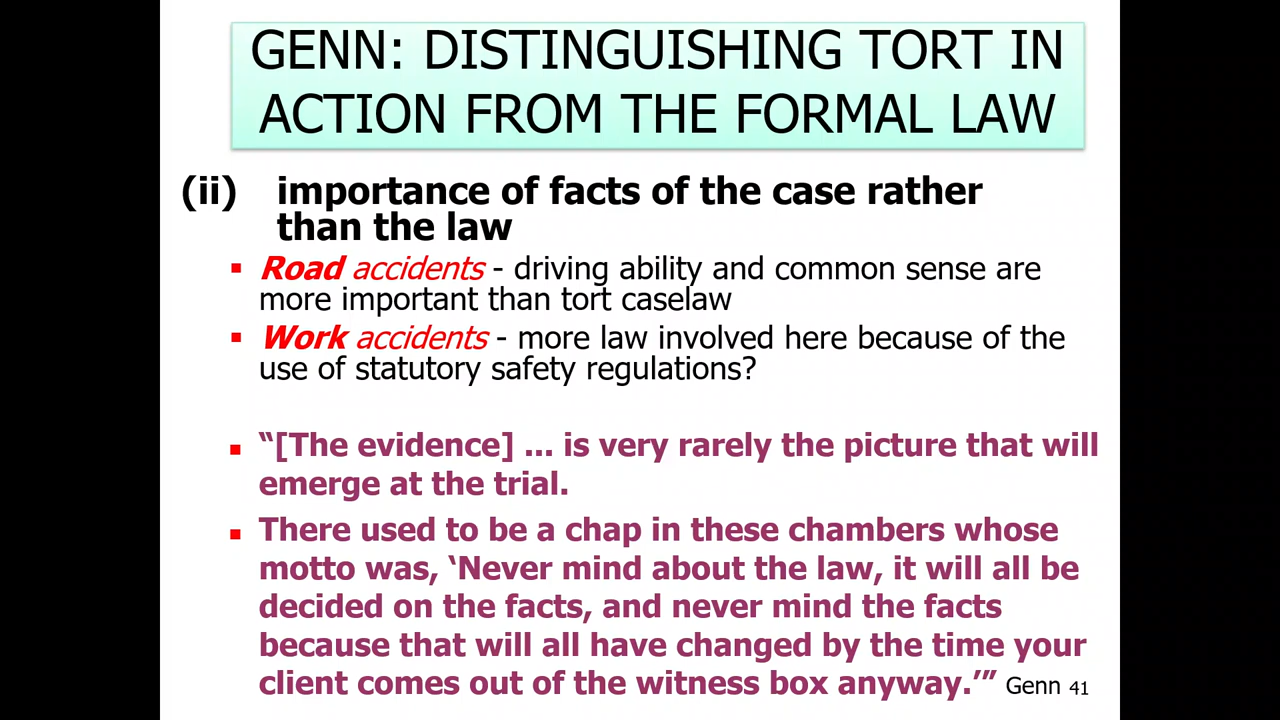 GENN: DISTINGUISHING TORT IN
ACTION FROM THE FORMAL LAW
(ii) importance of facts of the case rather
than the law
▪ Road accidents - driving ability and common sense are
more important than tort caselaw
▪ Work accidents - more law involved here because of the
use of statutory safety regulations?
▪ “[The evidence] ... is very rarely the picture that will
emerge at the trial.
▪ There used to be a chap in these chambers whose
motto was, ‘Never mind about the law, it will all be
decided on the facts, and never mind the facts
because that will all have changed by the time your
client comes out of the witness box anyway.’” Genn 41